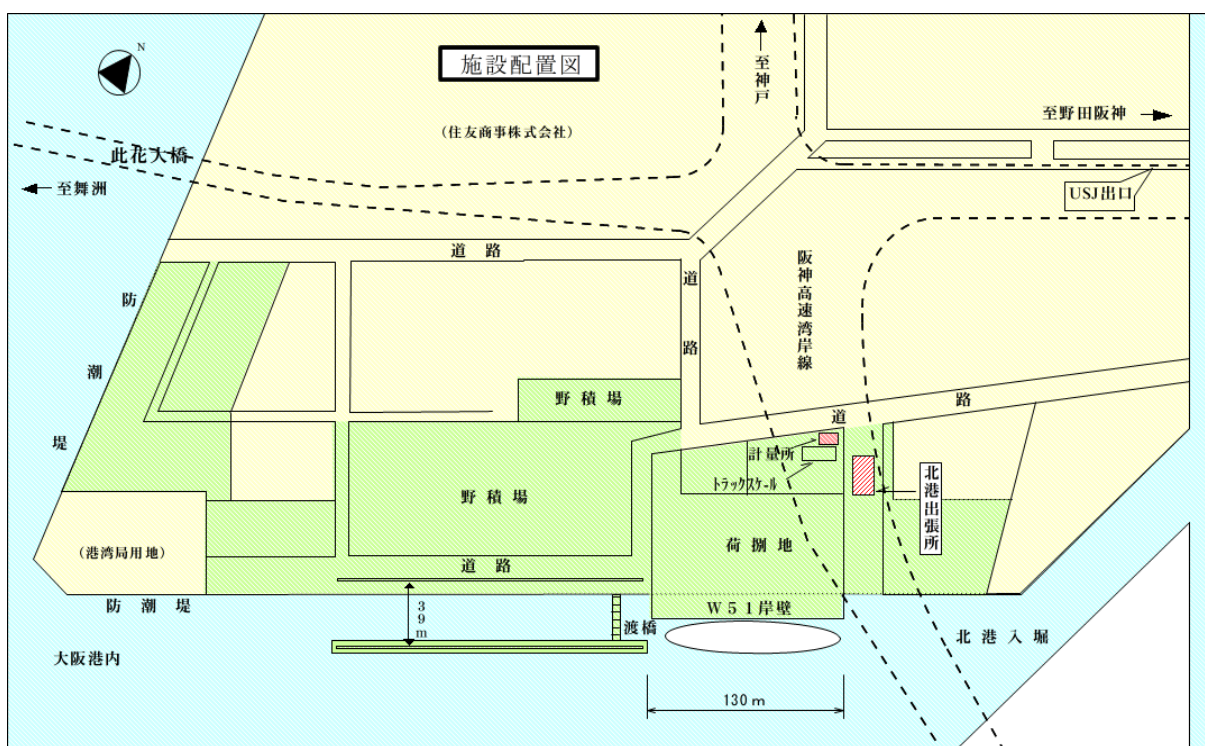 N
施設配置図
至神戸
(住友商事株式会社)
至野田阪神
此花大橋
至舞洲
USJ出口
道路
道路
阪神高速湾岸線
防潮堤
野積場
道路
計量所
トラックスケール
北港出張所
野積場
荷捌地
(港湾局用地)
道路
防潮堤
39m
渡橋
W51岸壁
北港入堀
大阪港内
130m